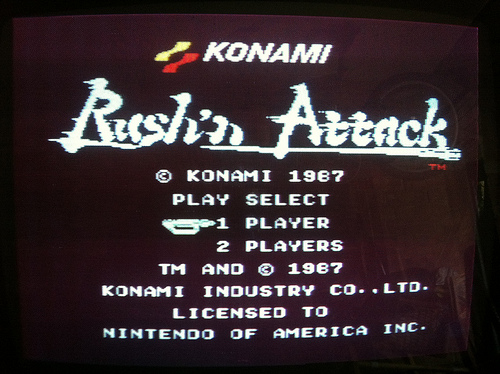 KONAMI
Rush'n Attack
TM
© KONAMI 1987
PLAY SELECT
1 PLAYER
2 PLAYERS
TM AND © 1987
KONAMI INDUSTRY CO.,LTD.
LICENSED TO
NINTENDO OF AMERICA INC.